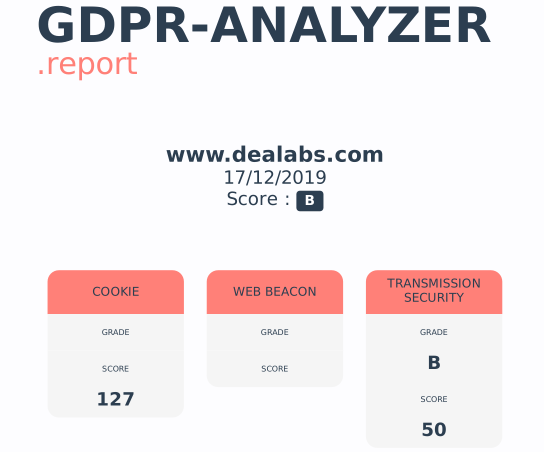 GDPR-ANALYZER
.report
www.dealabs.com
17/12/2019
Score : B
COOKIE
GRADE
SCORE
127
WEB BEACON
GRADE
SCORE
TRANSMISSION
SECURITY
GRADE
B
SCORE
50